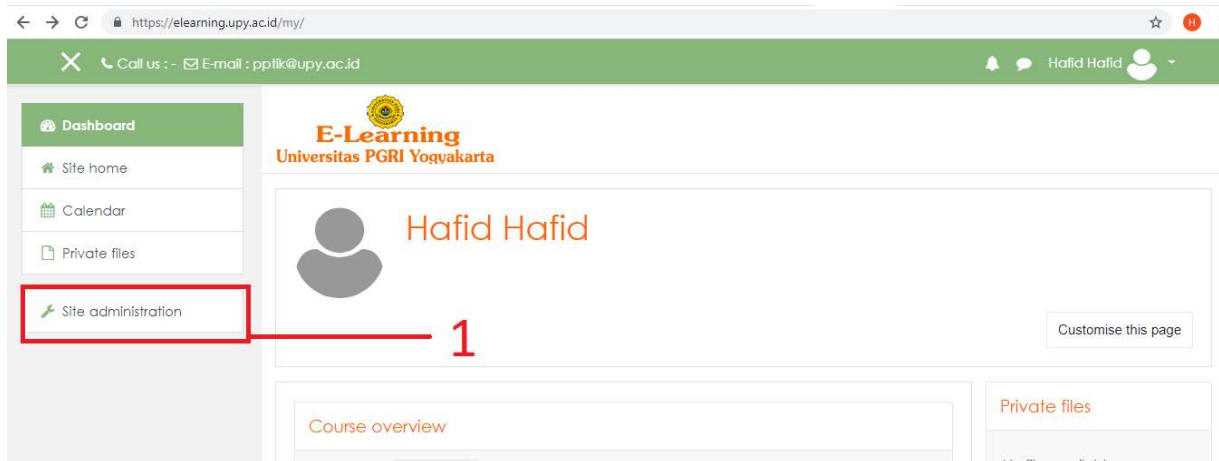 https://elearning.upy.ac.id/my/
H
Call us : - E-mail : pptik@upy.ac.id
Hafid Hafid
Dashboard
Site home
Calendar
Private files
Site administration
E-Learning
Universitas PGRI Yogyakarta
Hafid Hafid
1
Customise this page
Course overview
Private files